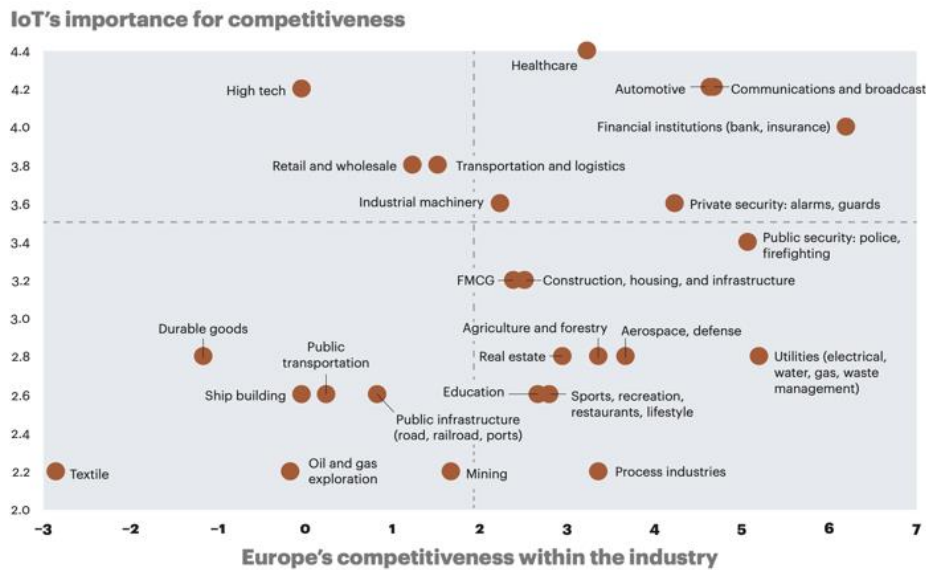 IoT's importance for competitiveness
4.4
4.2
4.0
3.8
3.6
3.4
3.2
3.0
2.8
2.6
2.4
2.2
2.0
Healthcare
High tech
Automotive
Communications and broadcast
Financial institutions (bank, insurance)
Retail and wholesale
Transportation and logistics
Industrial machinery
Private security: alarms, guards
Public security: police,
firefighting
FMCG
Construction, housing, and infrastructure
Durable goods
Public
transportation
Agriculture and forestry
Aerospace, defense
Real estate
Utilities (electrical,
water, gas, waste
management)
Ship building
Public infrastructure
(road, railroad, ports)
Education
Sports, recreation,
restaurants, lifestyle
Textile
Oil and gas
exploration
Mining
Process industries
−3 −2 −1 0 1 2 3 4 5 6 7
Europe's competitiveness within the industry